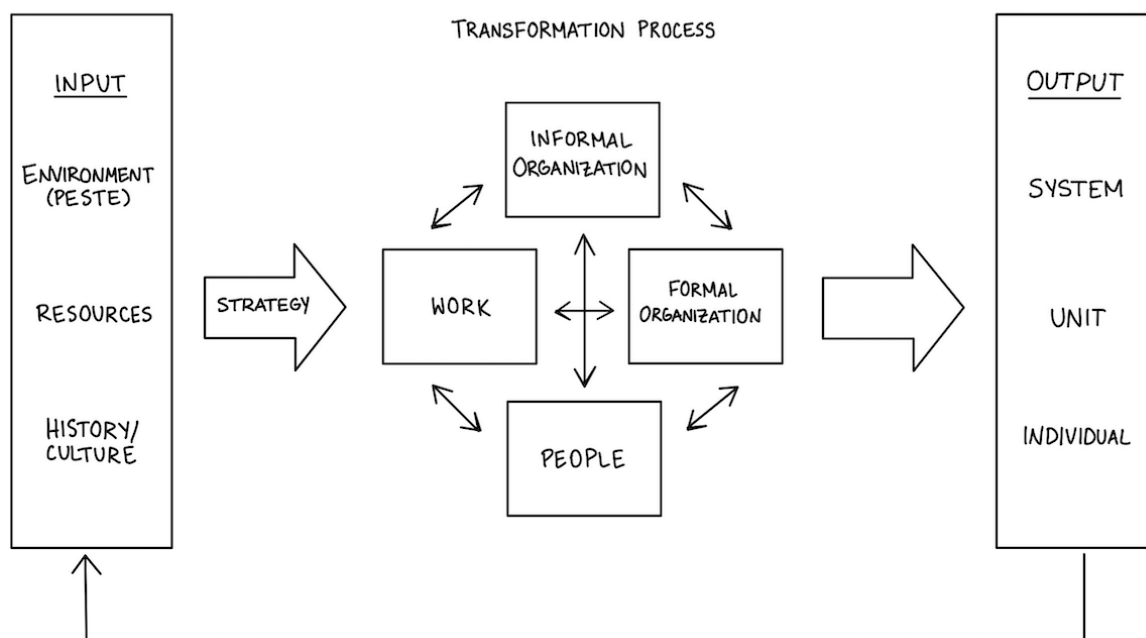 TRANSFORMATION PROCESS
INPUT
ENVIRONMENT
(PESTE)
RESOURCES
HISTORY/
CULTURE
STRATEGY
INFORMAL
ORGANIZATION
WORK
FORMAL
ORGANIZATION
PEOPLE
OUTPUT
SYSTEM
UNIT
INDIVIDUAL